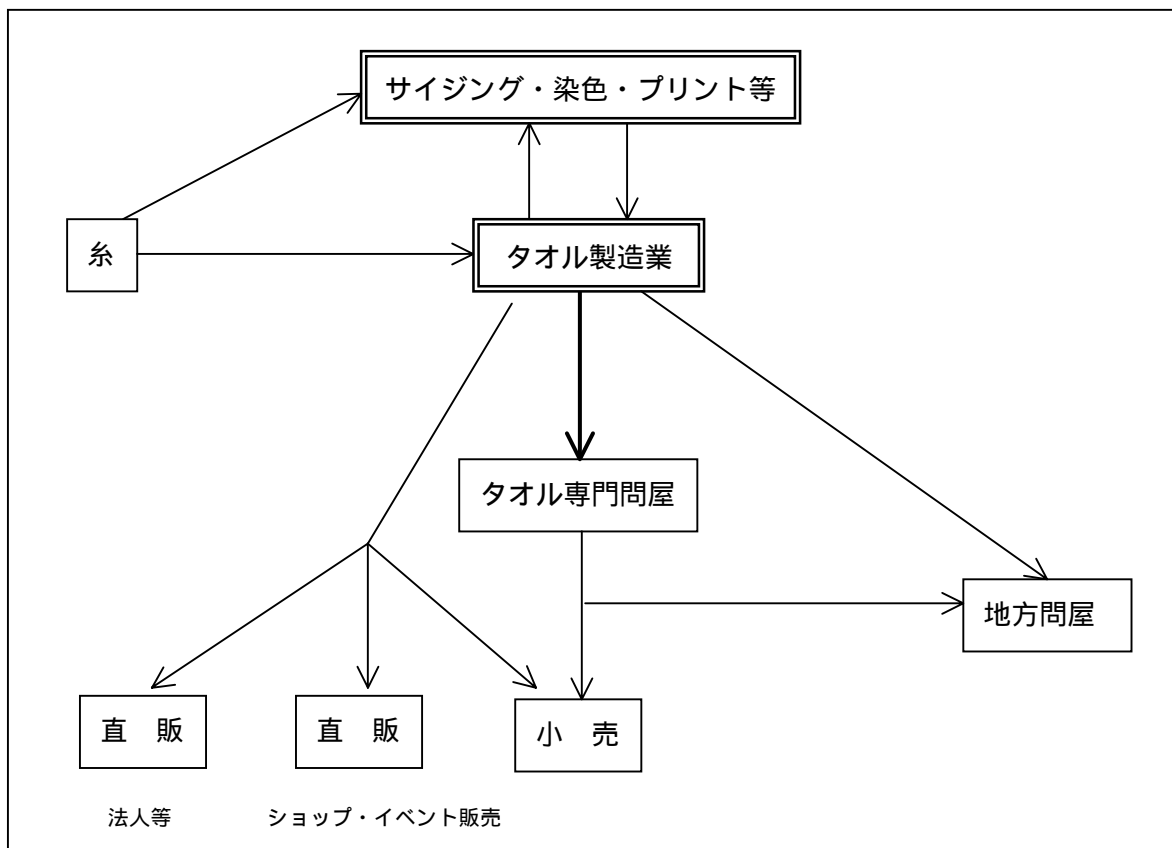 サイジング・染色・プリント等
糸
タオル製造業
タオル専門問屋
地方問屋
直　販
直　販
小　売
法人等
ショップ・イベント販売